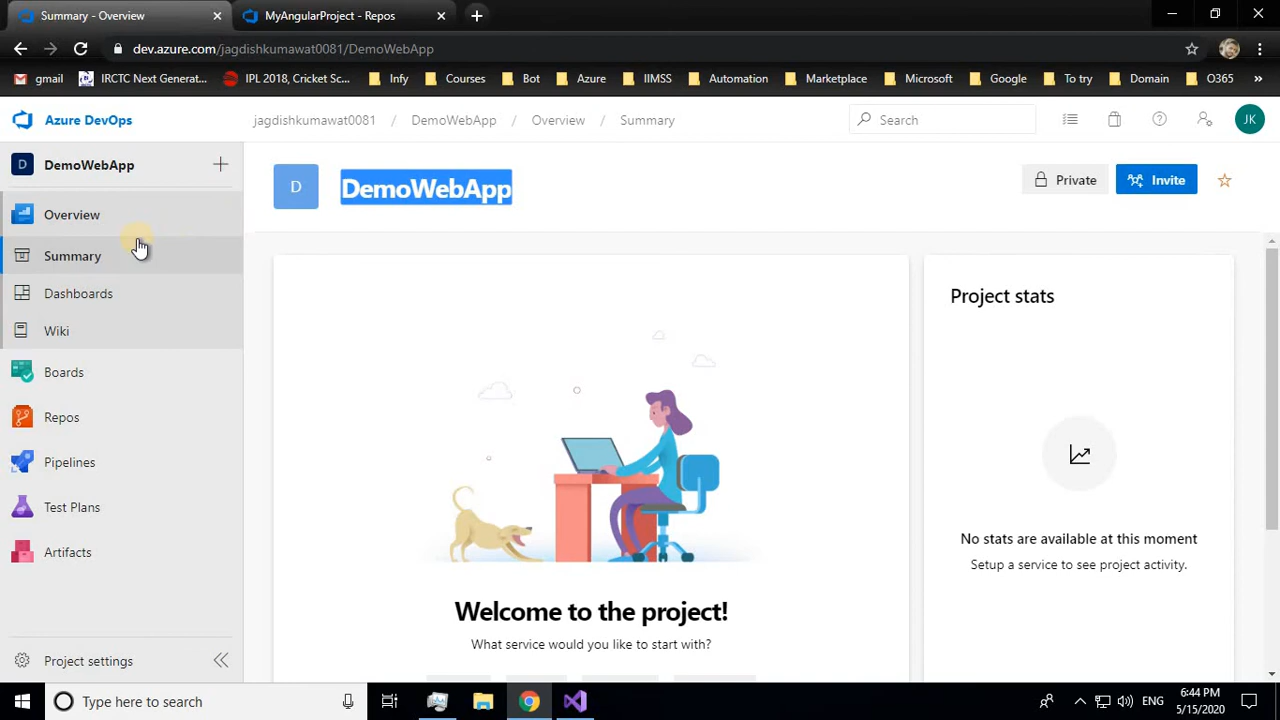 Summary - Overview
MyAngularProject - Repos
dev.azure.com/jagdishkumawat0081/DemoWebApp
gmail
IRCTC Next Generat...
IPL 2018, Cricket Sc...
Infy
Courses
Bot
Azure
IIMSS
Automation
Marketplace
Microsoft
Google
To try
Domain
O365
»
Azure DevOps
jagdishkumawat0081 / DemoWebApp / Overview / Summary
Search
JK
D DemoWebApp
Overview
Summary
Dashboards
Wiki
Boards
Repos
Pipelines
Test Plans
Artifacts
Project settings
D
DemoWebApp
Private
Invite
Welcome to the project!
What service would you like to start with?
Project stats
No stats are available at this moment
Setup a service to see project activity.
Type here to search
ENG
6:44 PM
5/15/2020